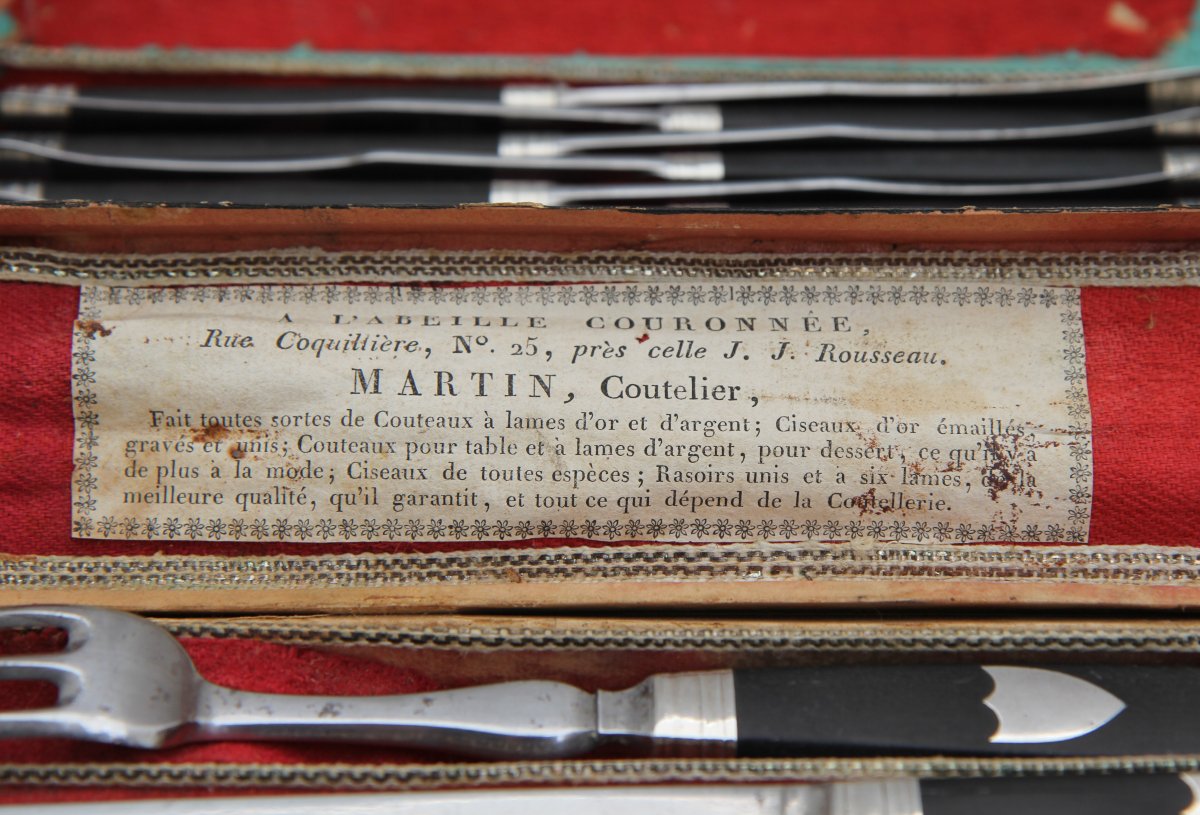 A L'ABEILLE COURONNÉE,
Rue Coquillière, Nº. 25, près celle J. J. Rousseau.
MARTIN, Coutelier,
Fait toutes sortes de Couteaux à lames d'or et d'argent; Ciseaux d'or émaillés,
gravés et unis; Couteaux pour table et à lames d'argent, pour dessert, ce qu'il y a
de plus à la mode; Ciseaux de toutes espèces; Rasoirs unis et à six lames, de la
meilleure qualité, qu'il garantit, et tout ce qui dépend de la Coutellerie.